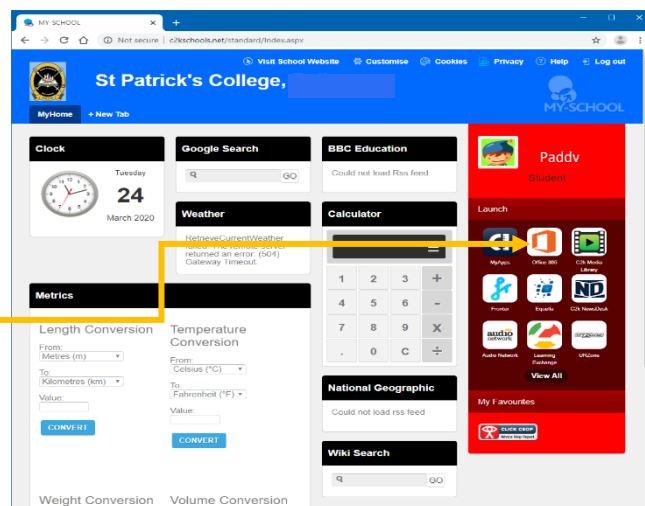 MY-SCHOOL
Not secure | c2kschools.net/standard/Index.aspx
Visit School Website Customise Cookies Privacy Help Log out
St Patrick's College,
MY-SCHOOL
MyHome + New Tab
Clock
Tuesday
24
March 2020
Google Search
GO
Weather
RetrieveCurrentWeather
failed: The remote server
returned an error: (504)
Gateway Timeout.
BBC Education
Could not load Rss feed
Calculator
=
1 2 3 +
4 5 6 -
7 8 9 X
. 0 C ÷
Paddy
Student
Launch
MyApps Office 365 C2k Media Library
Fronter Equella C2k NewsDesk
audio network
Audio Network Learning Exchange
View All
My Favourites
CLICK CEOP
Metrics
Length Conversion
From:
Metres (m)
To:
Kilometres (km)
Value:
CONVERT
Temperature
Conversion
From:
Celsius (°C)
To:
Fahrenheit (°F)
Value:
CONVERT
National Geographic
Could not load rss feed
Wiki Search
GO
Weight Conversion Volume Conversion